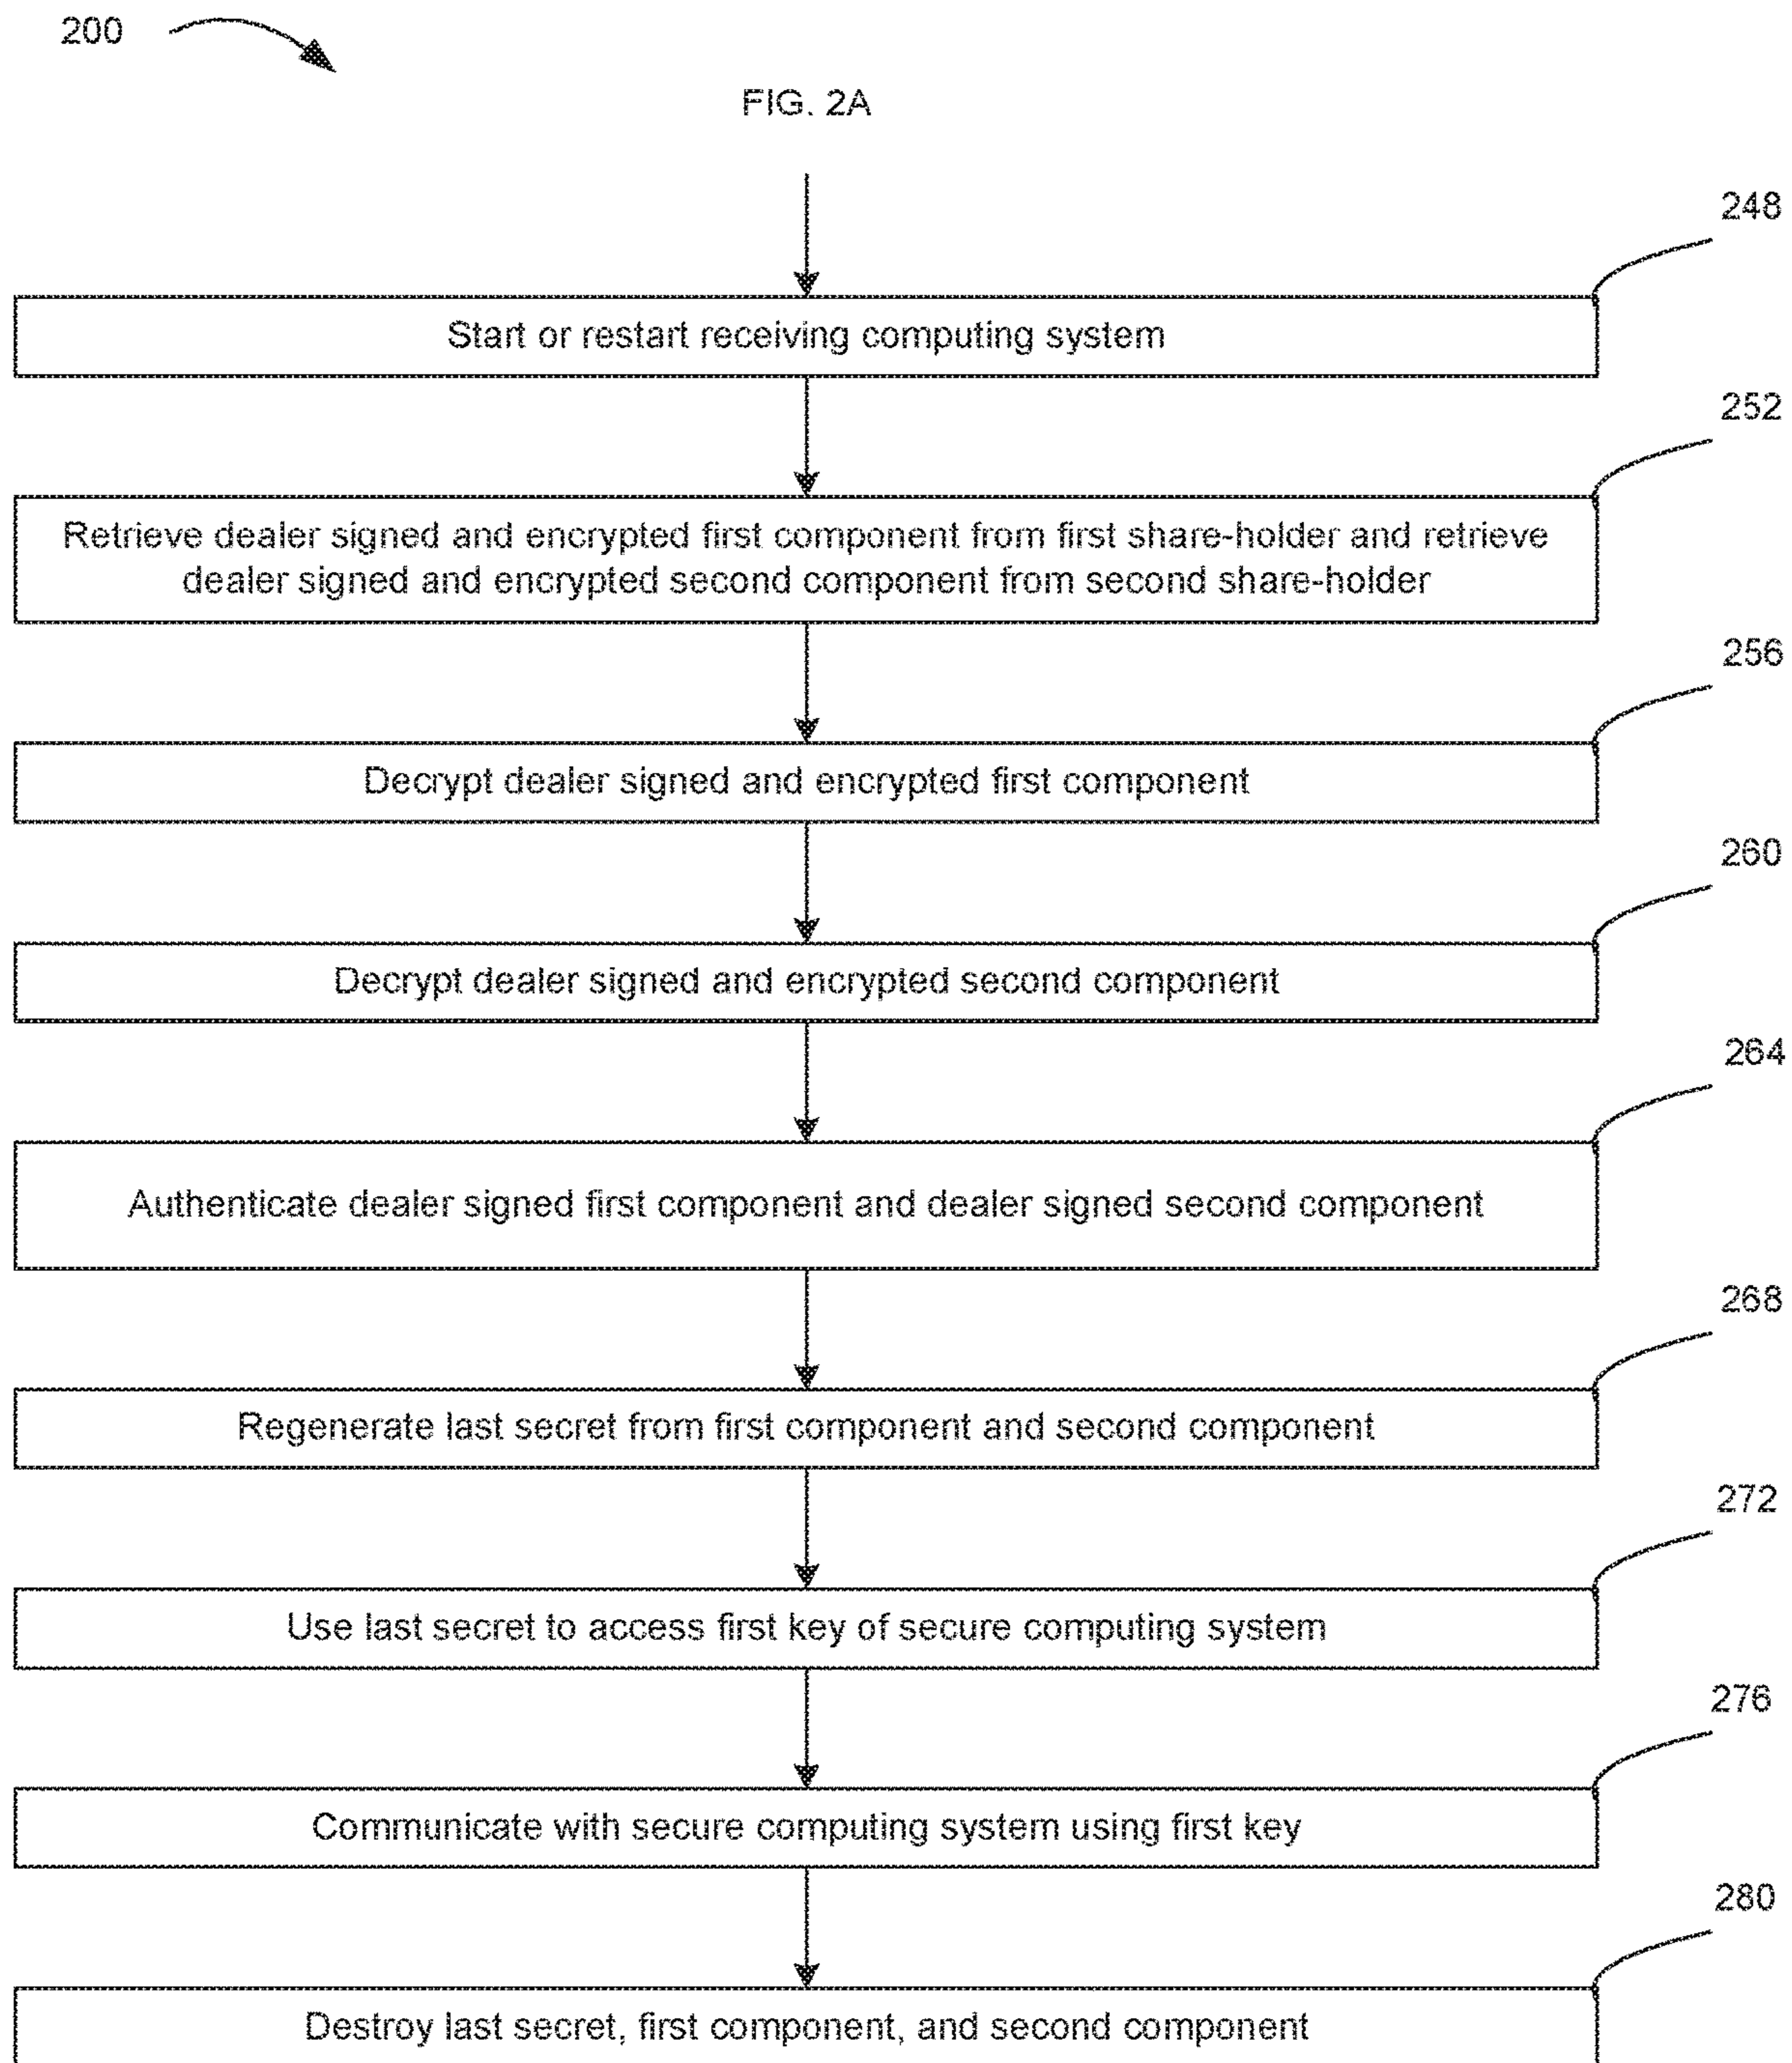 200
FIG. 2A
248
Start or restart receiving computing system
252
Retrieve dealer signed and encrypted first component from first share-holder and retrieve
dealer signed and encrypted second component from second share-holder
256
Decrypt dealer signed and encrypted first component
260
Decrypt dealer signed and encrypted second component
264
Authenticate dealer signed first component and dealer signed second component
268
Regenerate last secret from first component and second component
272
Use last secret to access first key of secure computing system
276
Communicate with secure computing system using first key
280
Destroy last secret, first component, and second component